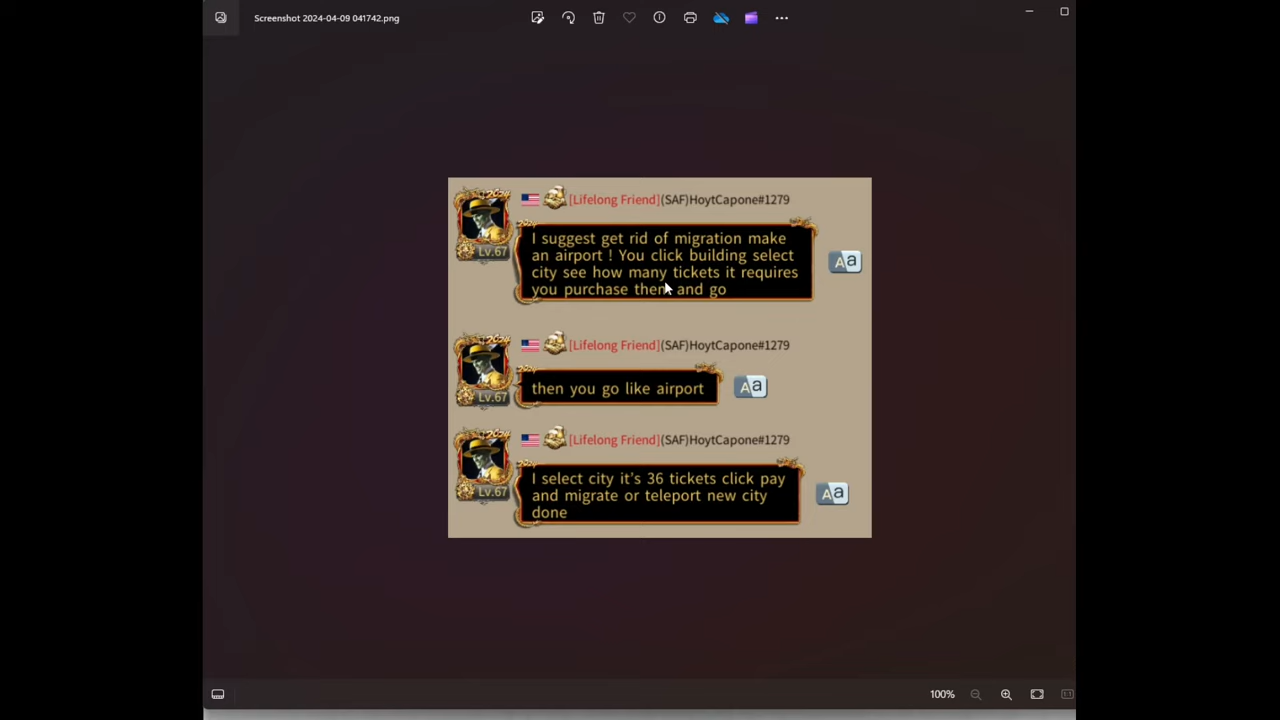 Screenshot 2024-04-09 041742.png
[Lifelong Friend](SAF)HoytCapone#1279
I suggest get rid of migration make
an airport ! You click building select
city see how many tickets it requires
you purchase them and go
Lv.67
Aa
[Lifelong Friend](SAF)HoytCapone#1279
then you go like airport
Lv.67
Aa
[Lifelong Friend](SAF)HoytCapone#1279
I select city it's 36 tickets click pay
and migrate or teleport new city
done
Lv.67
Aa
100%